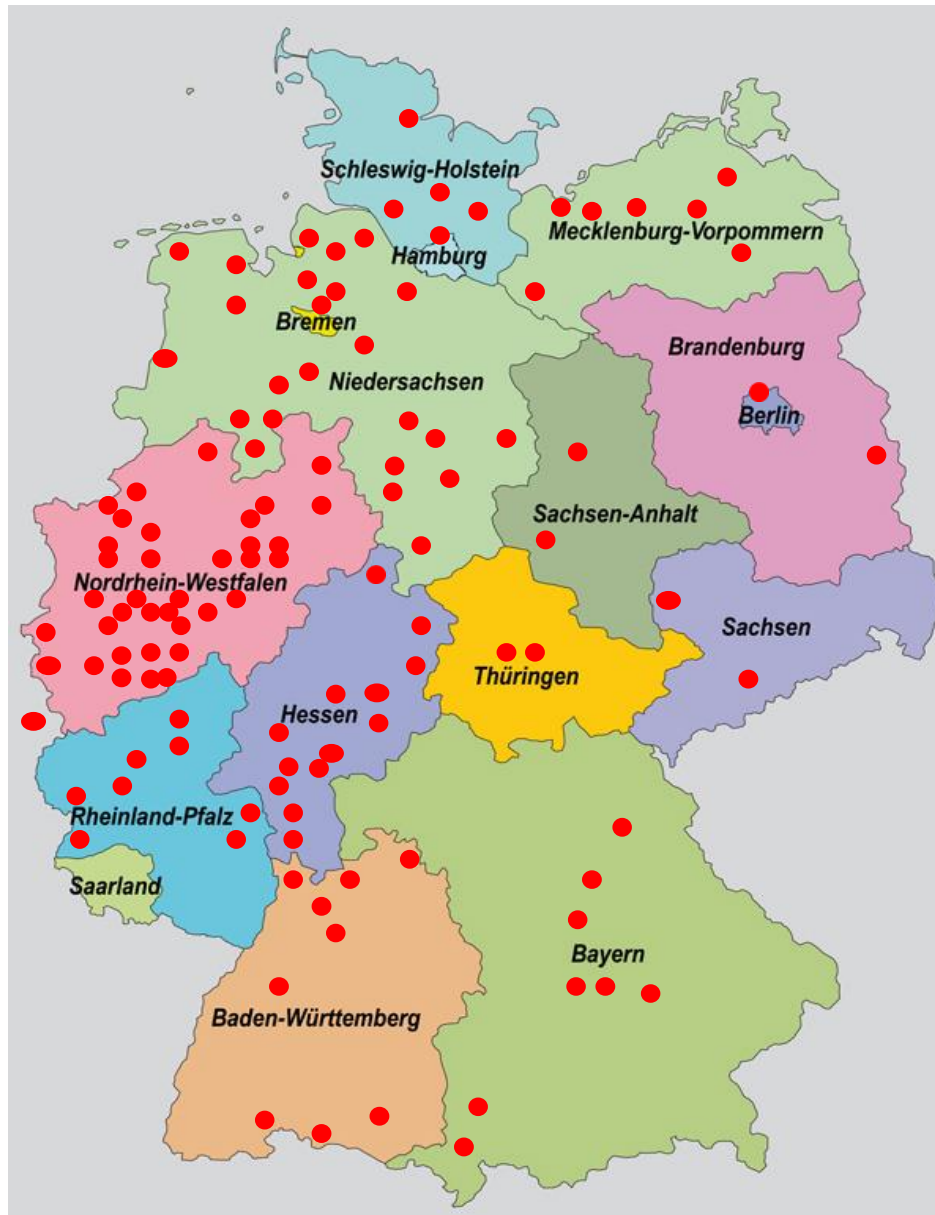 Schleswig-Holstein
Mecklenburg-Vorpommern
Hamburg
Bremen
Brandenburg
Niedersachsen
Berlin
Sachsen-Anhalt
Nordrhein-Westfalen
Sachsen
Thüringen
Hessen
Rheinland-Pfalz
Saarland
Bayern
Baden-Württemberg